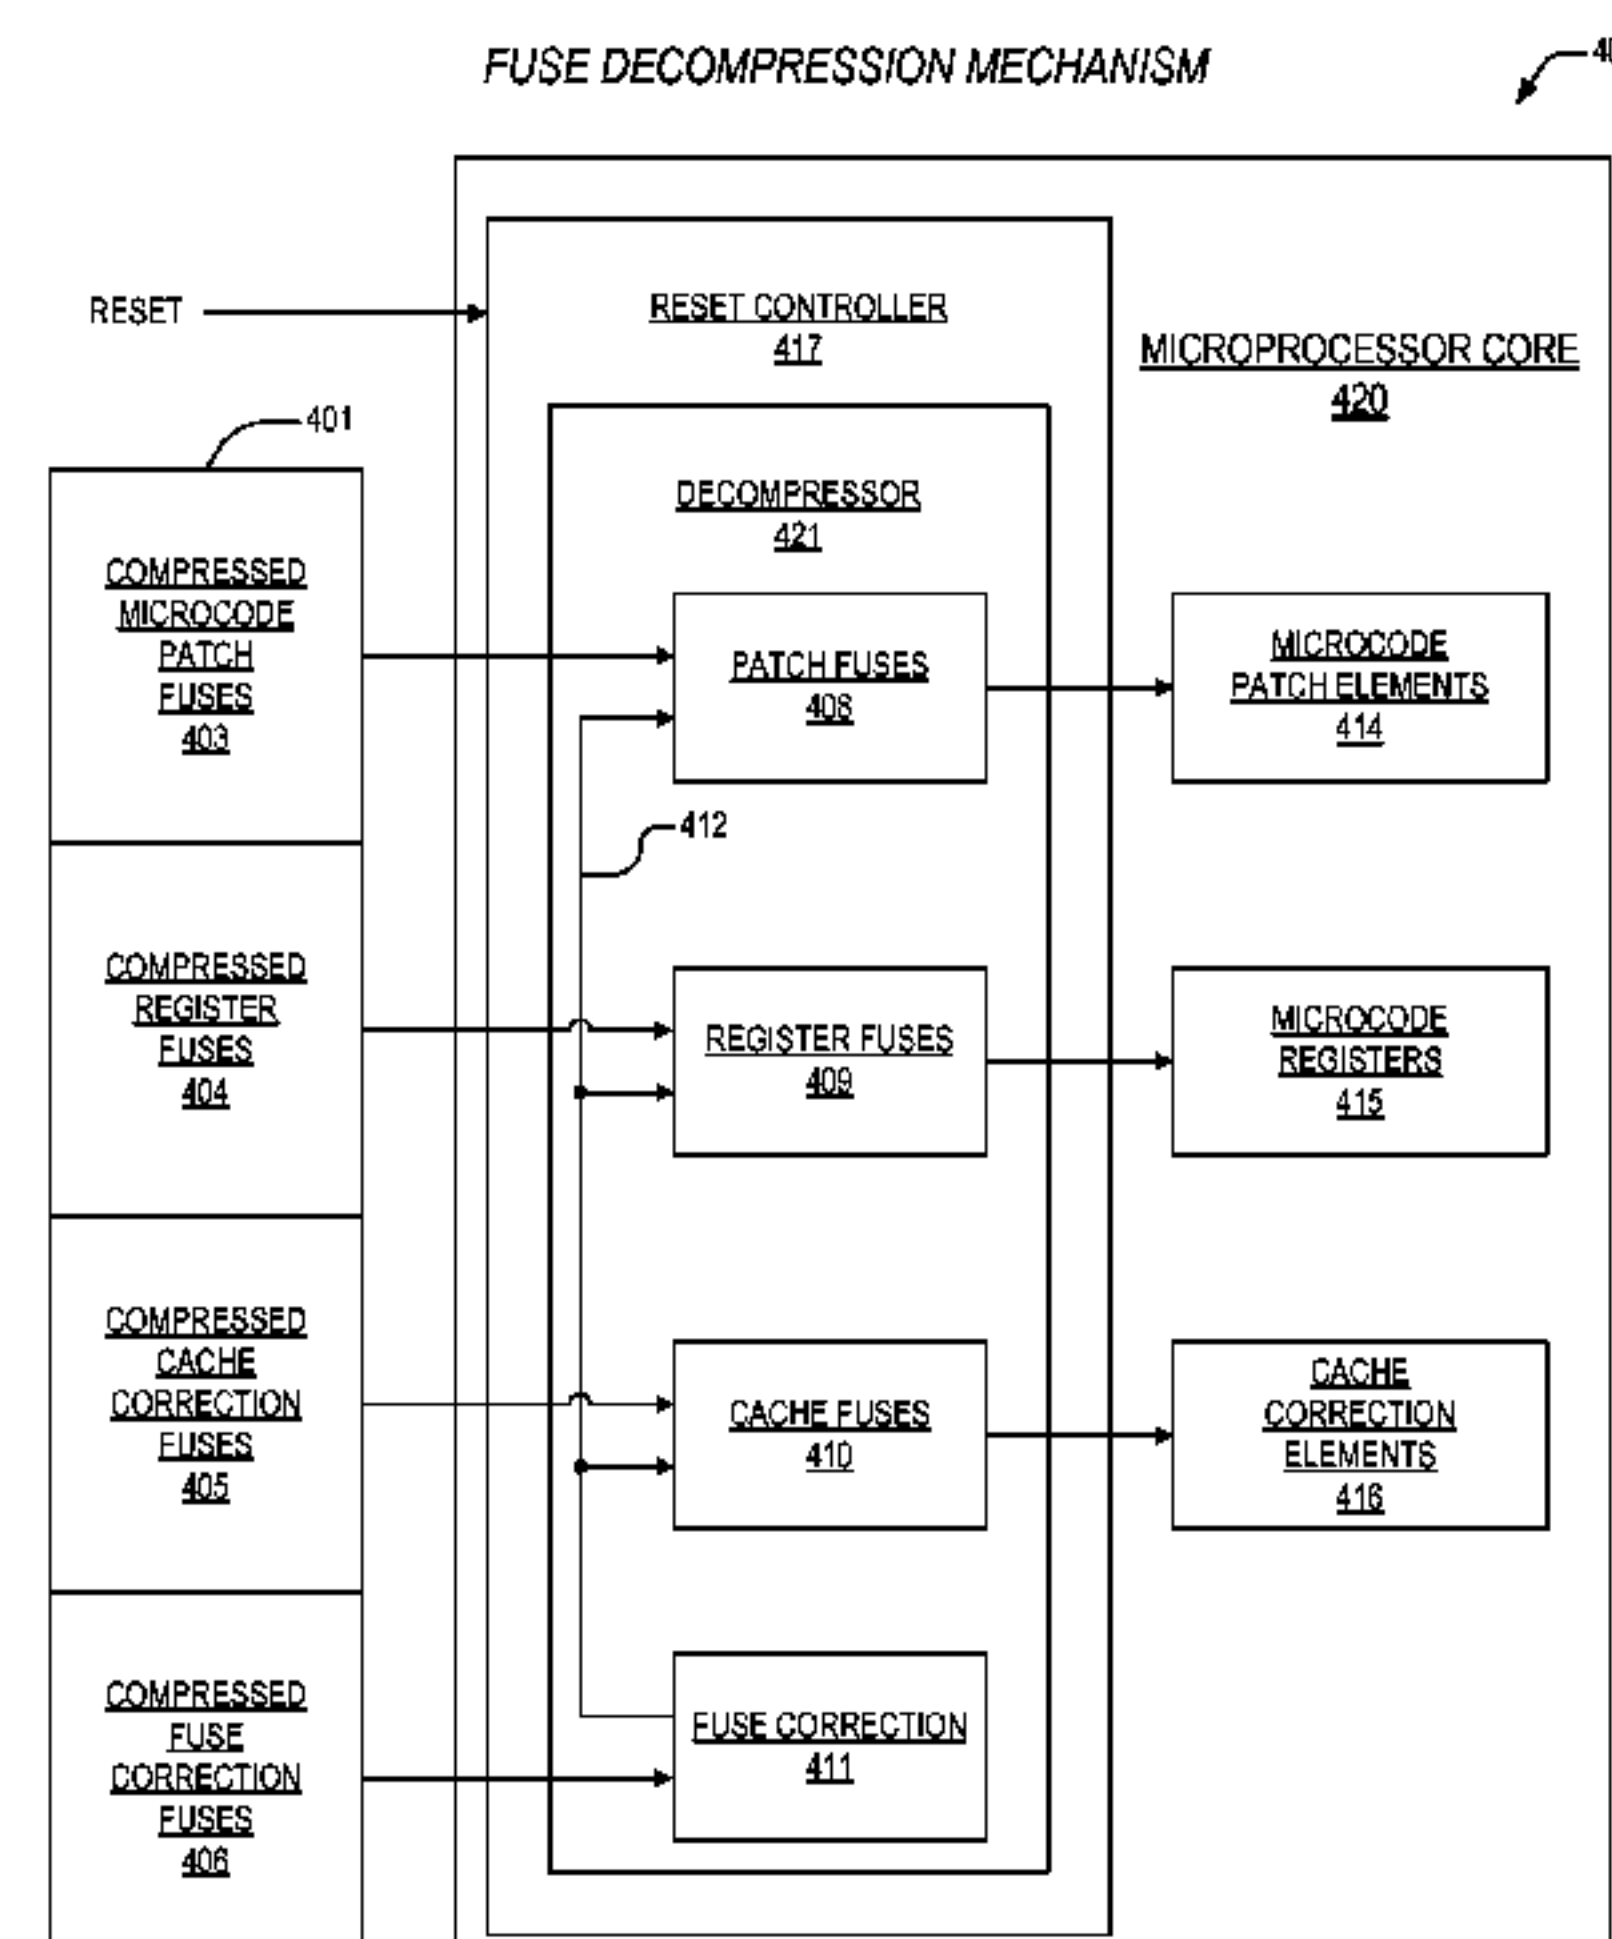 FUSE DECOMPRESSION MECHANISM
RESET
RESET CONTROLLER
417
MICROPROCESSOR CORE
420
401
DECOMPRESSOR
421
COMPRESSED
MICROCODE
PATCH
FUSES
403
PATCH FUSES
408
MICROCODE
PATCH ELEMENTS
414
412
COMPRESSED
REGISTER
FUSES
404
REGISTER FUSES
409
MICROCODE
REGISTERS
415
COMPRESSED
CACHE
CORRECTION
FUSES
405
CACHE FUSES
410
CACHE
CORRECTION
ELEMENTS
416
COMPRESSED
FUSE
CORRECTION
FUSES
406
FUSE CORRECTION
411